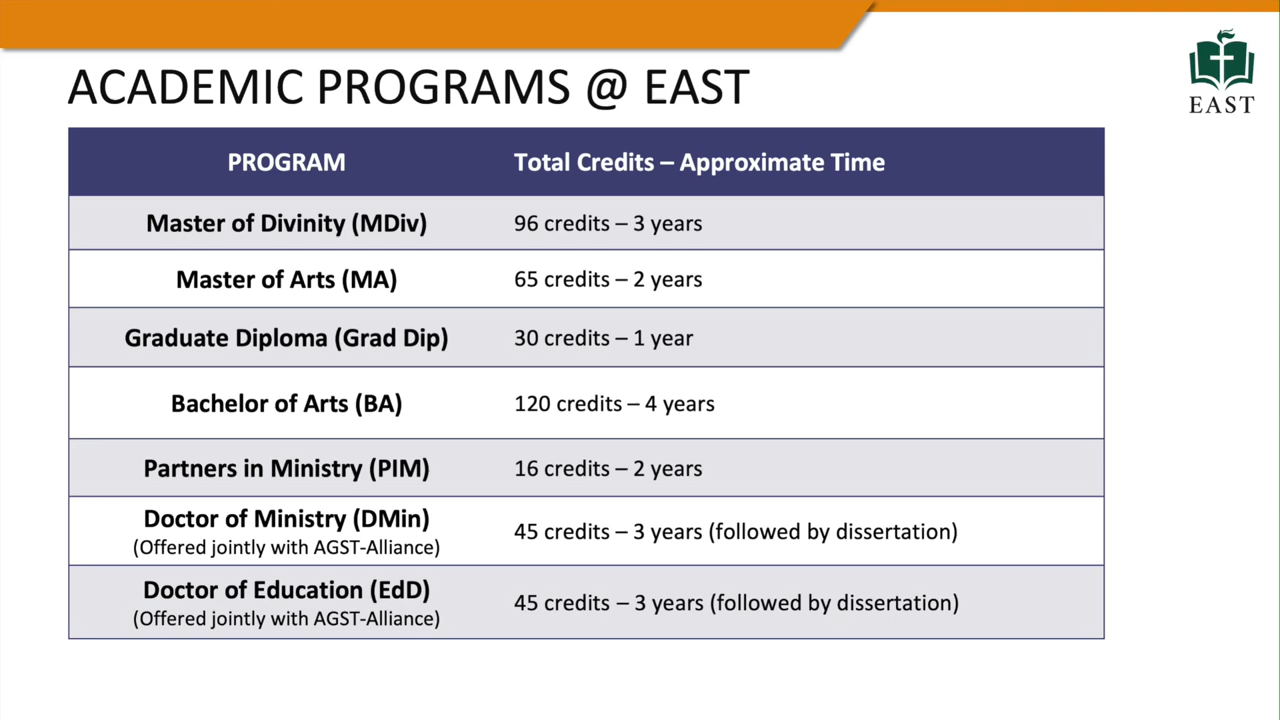 ACADEMIC PROGRAMS @ EAST
EAST
PROGRAM Total Credits – Approximate Time
Master of Divinity (MDiv) 96 credits – 3 years
Master of Arts (MA) 65 credits – 2 years
Graduate Diploma (Grad Dip) 30 credits – 1 year
Bachelor of Arts (BA) 120 credits – 4 years
Partners in Ministry (PIM) 16 credits – 2 years
Doctor of Ministry (DMin)
(Offered jointly with AGST-Alliance)
45 credits – 3 years (followed by dissertation)
Doctor of Education (EdD)
(Offered jointly with AGST-Alliance)
45 credits – 3 years (followed by dissertation)